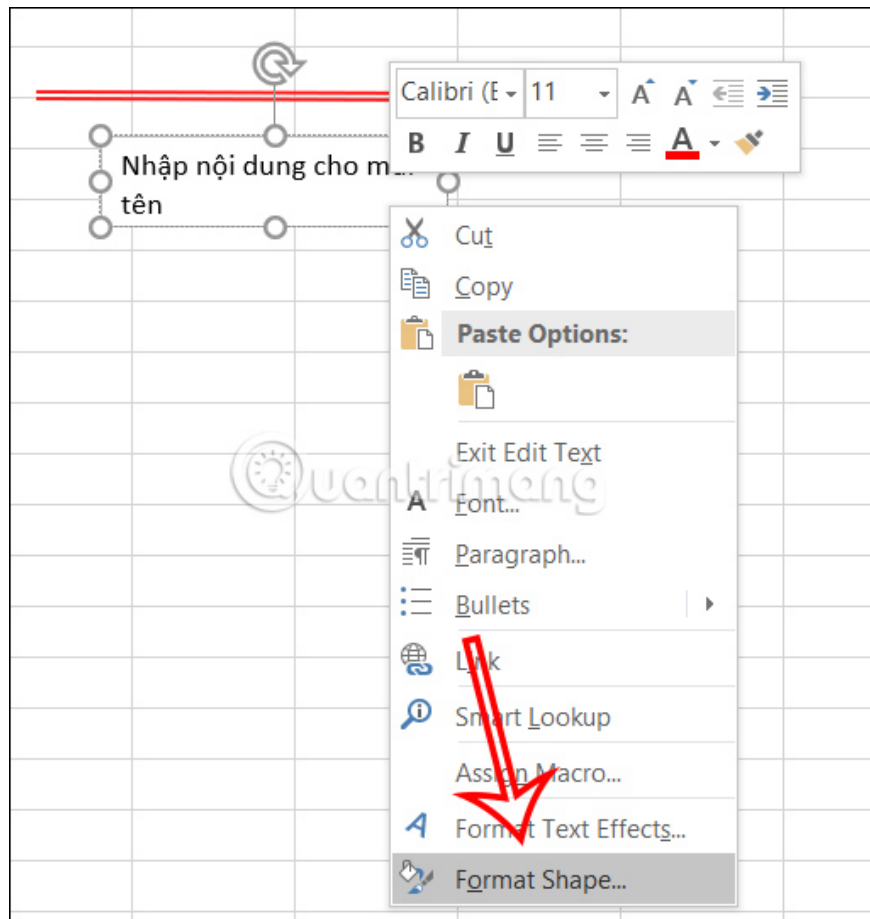 Calibri (E 11 A A
B I U A
Nhập nội dung cho
tên
Cut
Copy
Paste Options:
Exit Edit Text
Quantrimang
A Font...
Paragraph...
Bullets
Link
Smart Lookup
Assign Macro...
A Format Text Effects...
Format Shape...